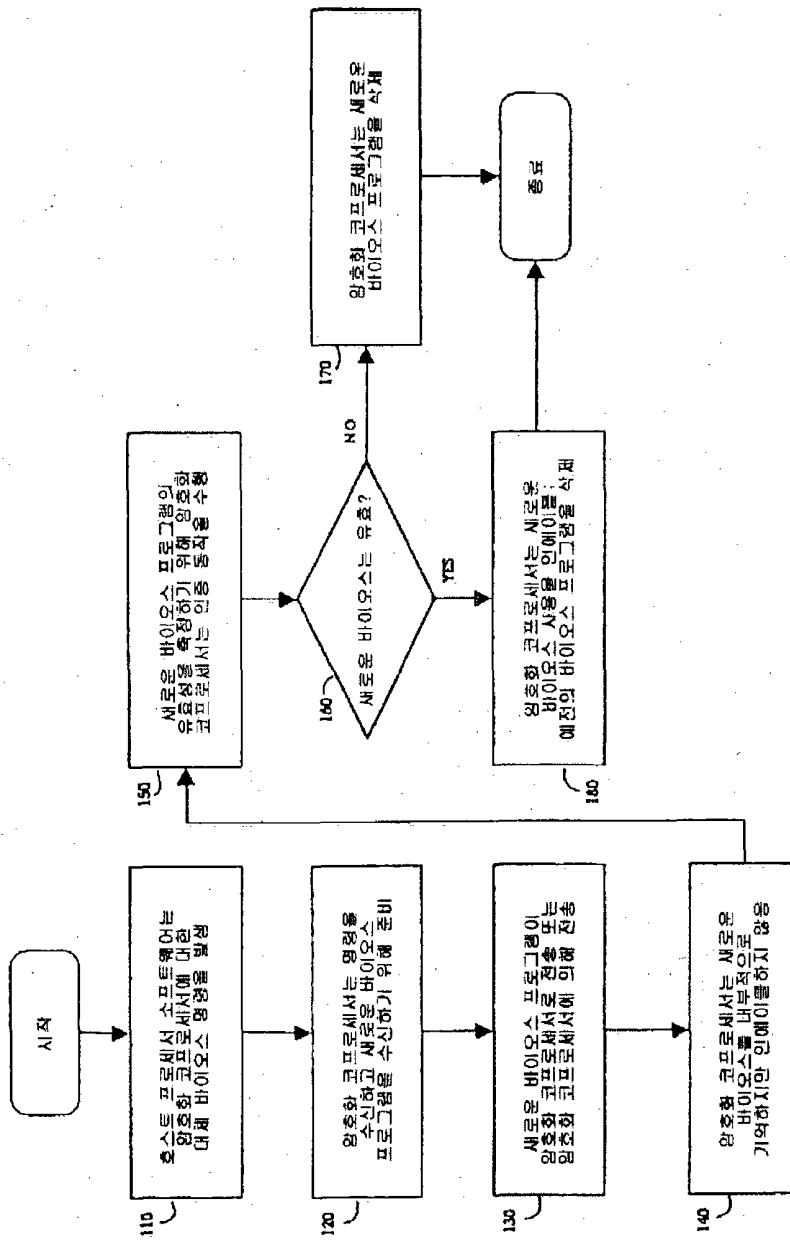 시작
호스트 프로세서 소프트웨어는
암호화 코프로세서에 대한
대체 바이오스 명령을 발생
110
암호화 코프로세서는 명령을
수신하고 새로운 바이오스
프로그램을 수신하기 위해 준비
120
새로운 바이오스 프로그램이
암호화 코프로세서로 전송 또는
암호화 코프로세서에 의해 전송
130
암호화 코프로세서는 새로운
바이오스를 내부적으로
기억하지만 인에이블하지 않음
140
새로운 바이오스 프로그램의
유효성을 측정하기 위해 암호화
코프로세서는 인증 동작을 수행
150
새로운 바이오스는 유효?
160
NO
YES
암호화 코프로세서는 새로운
바이오스 프로그램을 삭제
170
암호화 코프로세서는 새로운
바이오스 사용을 인에이블;
예전의 바이오스 프로그램을 삭제
180
종료